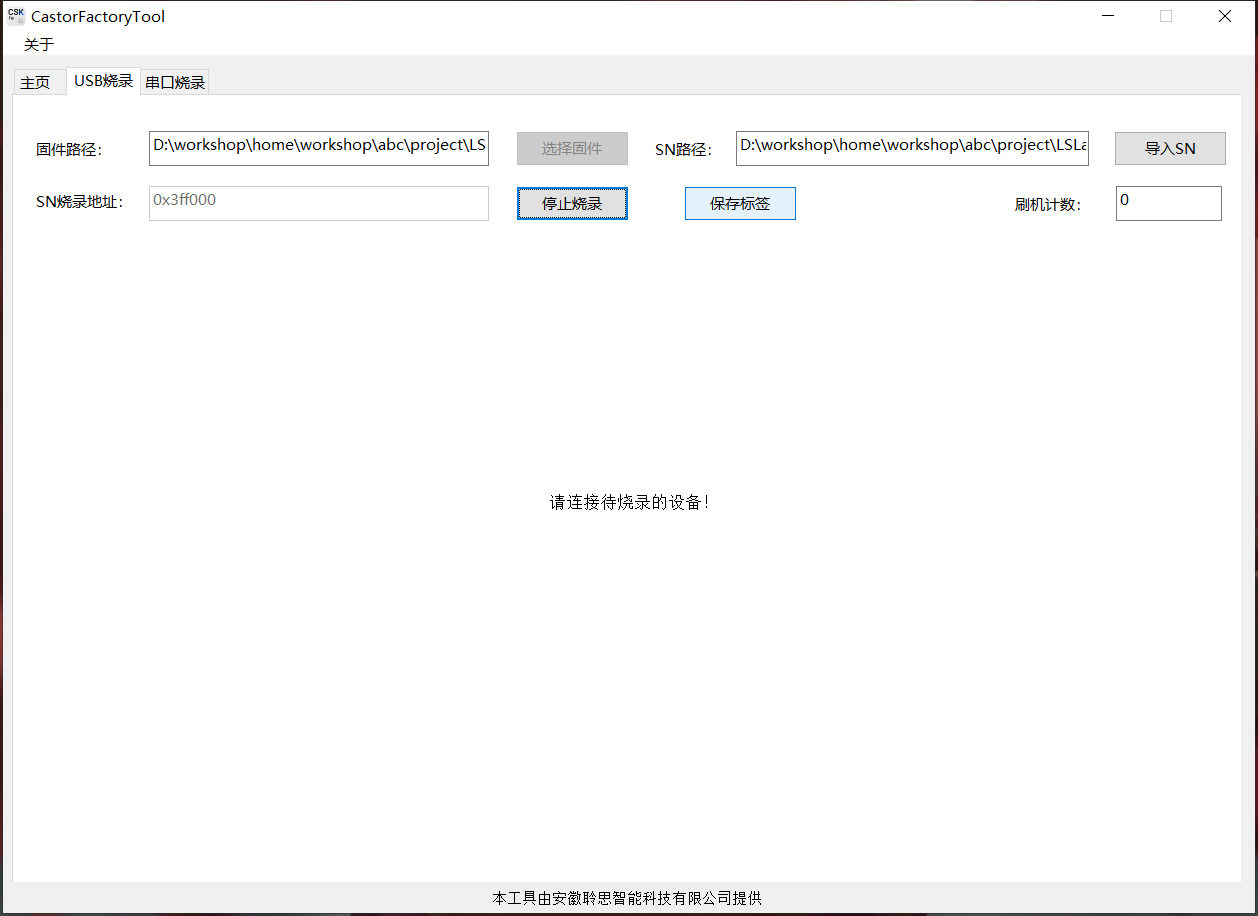 CSK
CastorFactoryTool
关于
主页 USB烧录 串口烧录
固件路径: D:\workshop\home\workshop\abc\project\LS 选择固件 SN路径: D:\workshop\home\workshop\abc\project\LSLa 导入SN
SN烧录地址: 0x3ff000 停止烧录 保存标签 刷机计数: 0
请连接待烧录的设备!
本工具由安徽聆思智能科技有限公司提供